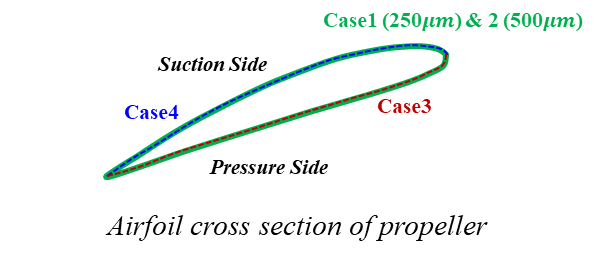 Case1 (250μm) & 2 (500μm)
Suction Side
Case4
Case3
Pressure Side
Airfoil cross section of propeller